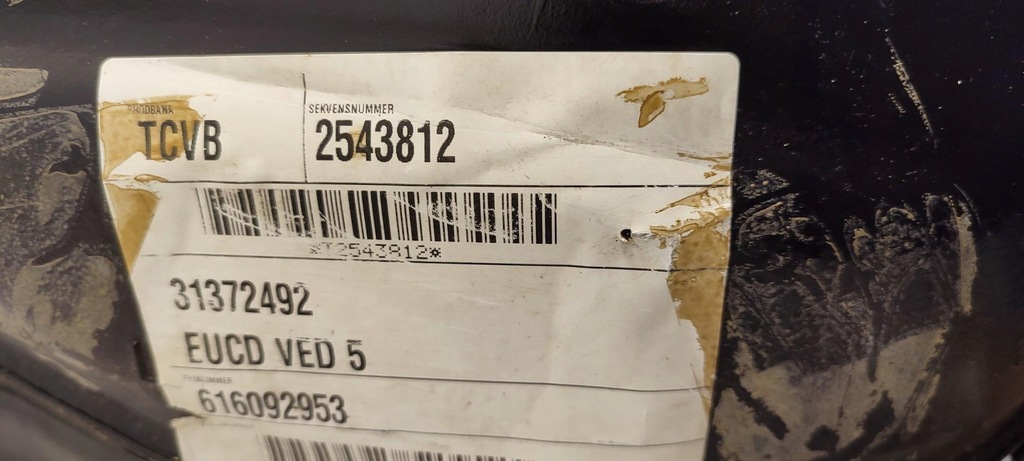 SEKVENSNUMMER
TCVB 2543812
*T2543812*
31372492
EUCD VED 5
616092953